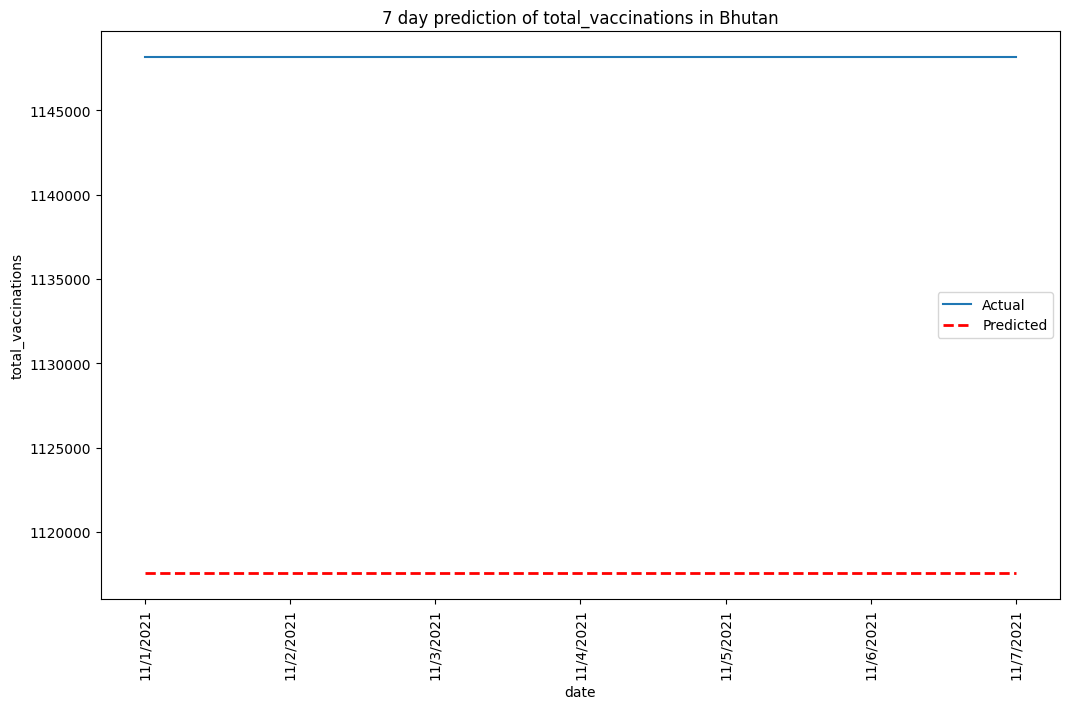 7 day prediction of total_vaccinations in Bhutan
total_vaccinations
1145000
1140000
1135000
1130000
1125000
1120000
Actual
Predicted
11/1/2021
11/2/2021
11/3/2021
11/4/2021
11/5/2021
11/6/2021
11/7/2021
date